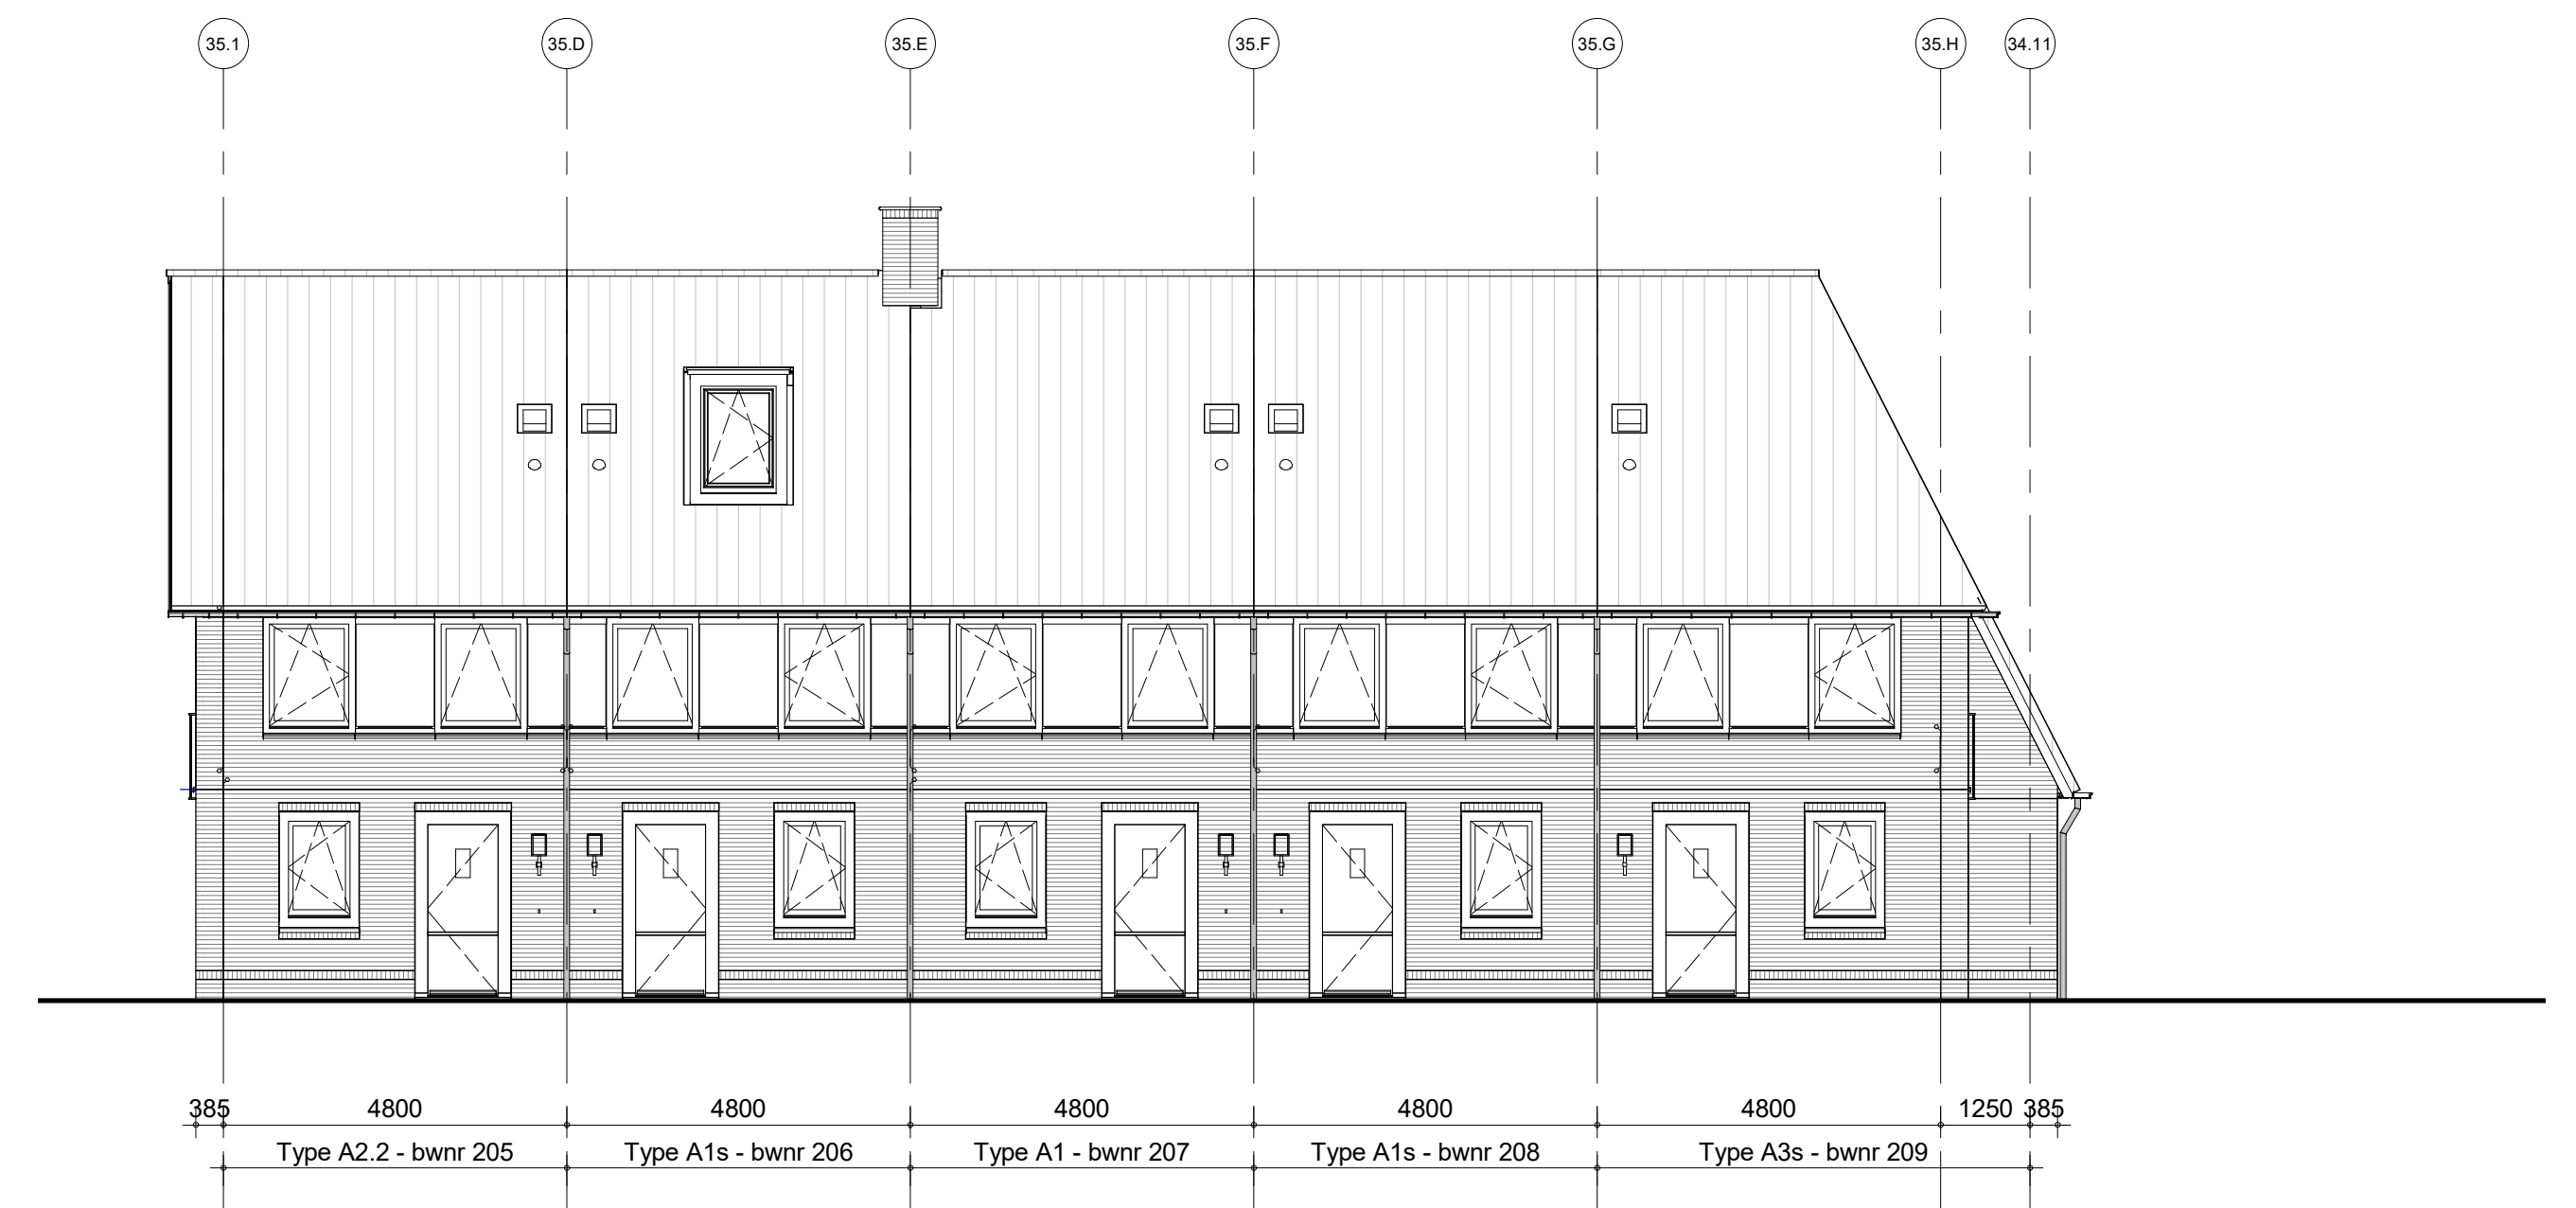 35.1 35.D 35.E 35.F 35.G 35.H 34.11
385 4800 4800 4800 4800 4800 1250 385
Type A2.2 - bwnr 205 Type A1s - bwnr 206 Type A1 - bwnr 207 Type A1s - bwnr 208 Type A3s - bwnr 209